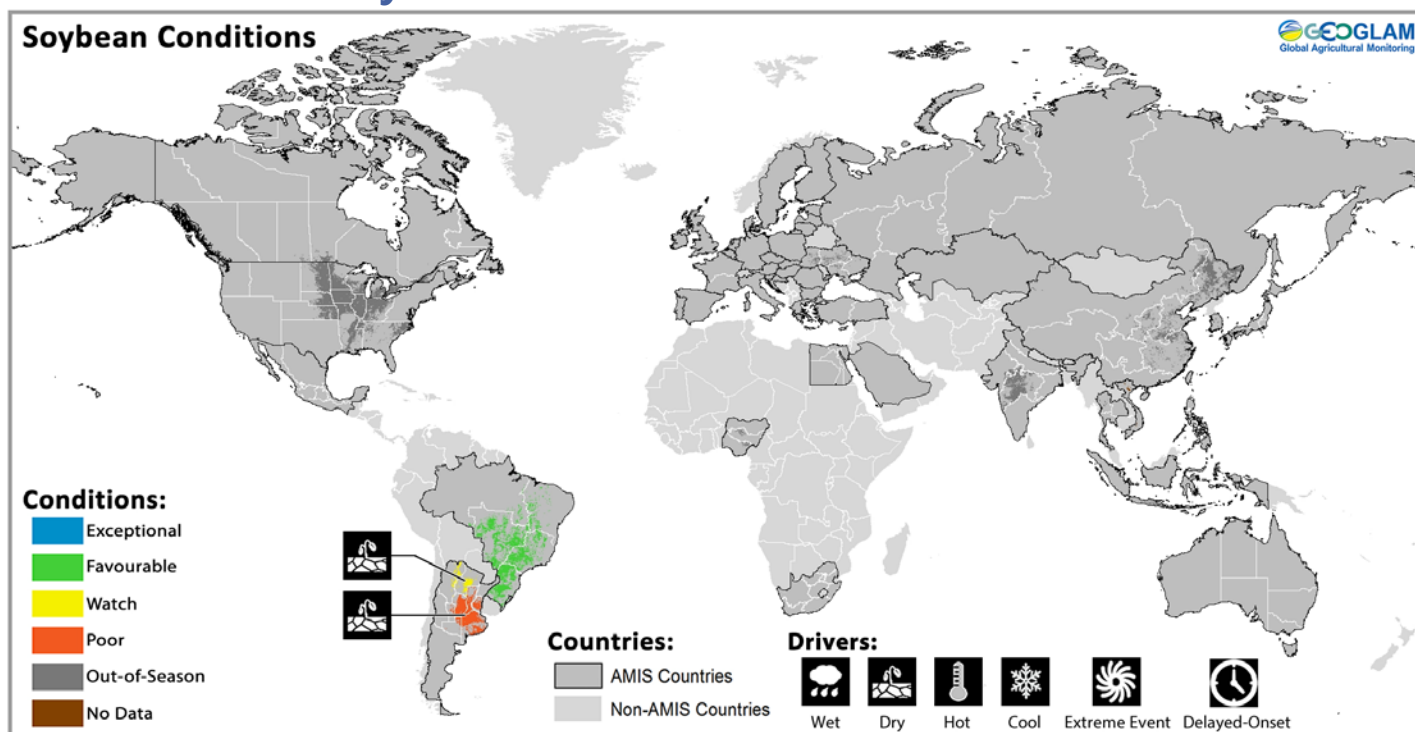 Soybean Conditions
GEOGLAM
Global Agricultural Monitoring
Conditions:
Exceptional
Favourable
Watch
Poor
Out-of-Season
No Data
Countries:
AMIS Countries
Non-AMIS Countries
Drivers:
Wet
Dry
Hot
Cool
Extreme Event
Delayed-Onset